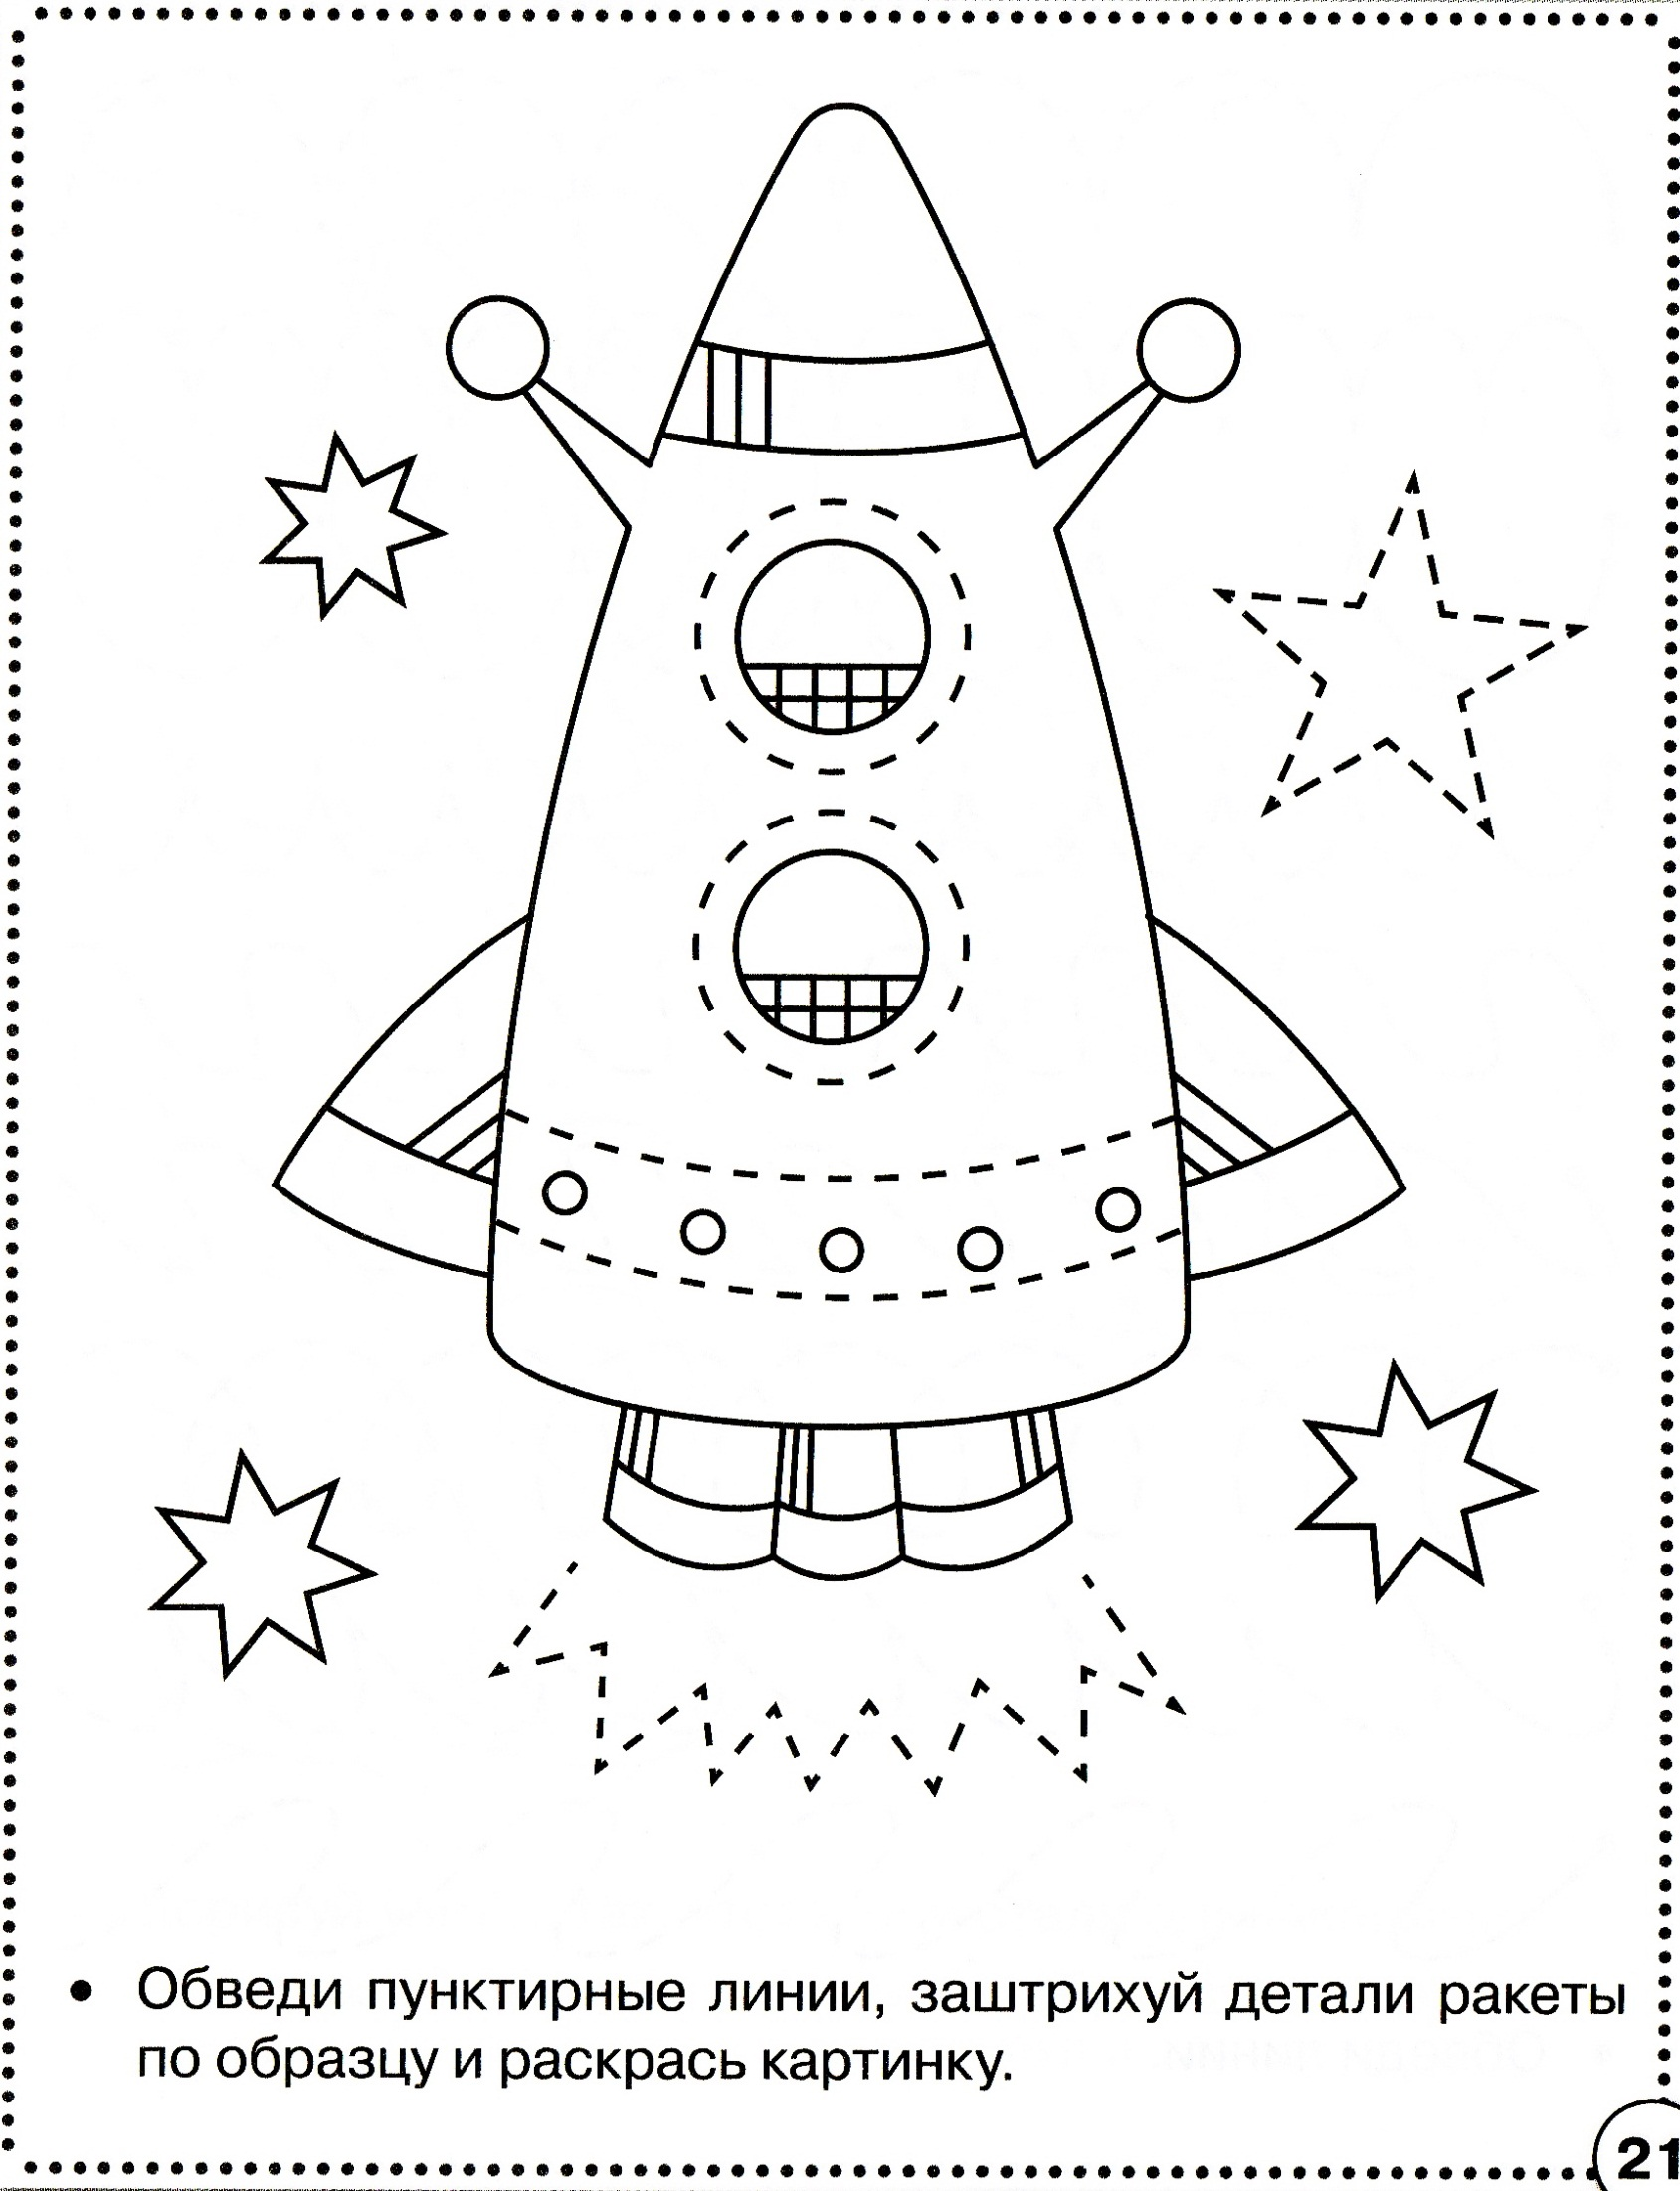 • Обведи пунктирные линии, заштрихуй детали ракеты
по образцу и раскрась картинку.
21